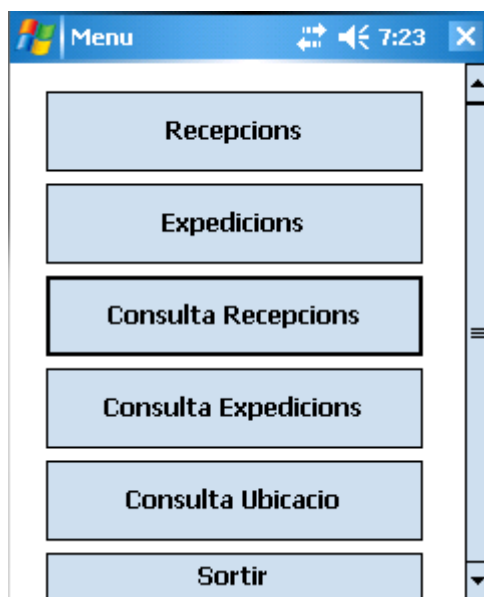 Menu 7:23
Recepcions
Expedicions
Consulta Recepcions
Consulta Expedicions
Consulta Ubicacio
Sortir